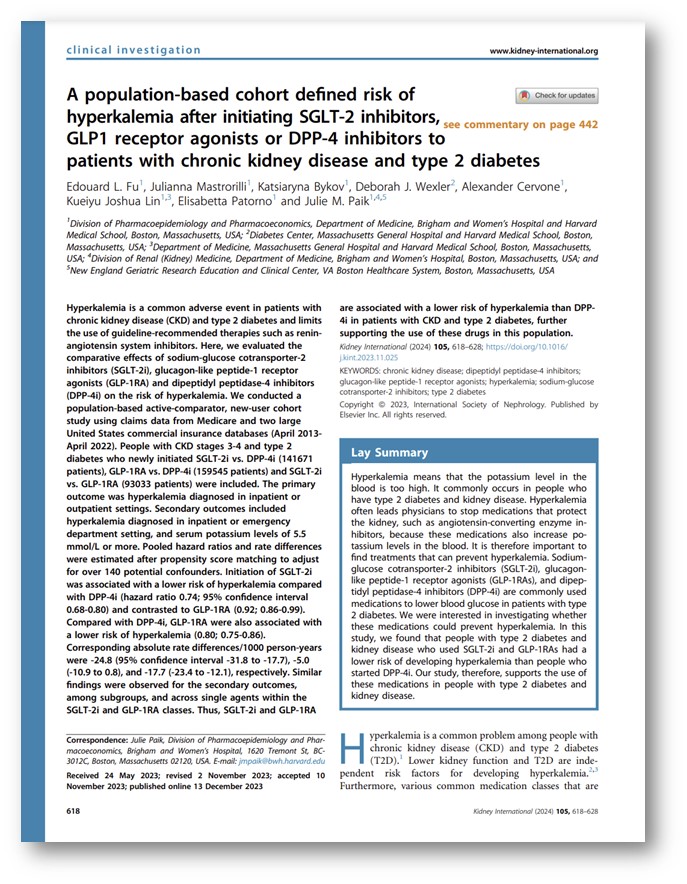 clinical investigation
www.kidney-international.org
A population-based cohort defined risk of
hyperkalemia after initiating SGLT-2 inhibitors,
GLP1 receptor agonists or DPP-4 inhibitors to
patients with chronic kidney disease and type 2 diabetes
Check for updates
see commentary on page 442
Edouard L. Fu1, Julianna Mastrorilli1, Katsiaryna Bykov1, Deborah J. Wexler2, Alexander Cervone1,
Kueiyu Joshua Lin1,3, Elisabetta Patorno1 and Julie M. Paik1,4,5
1Division of Pharmacoepidemiology and Pharmacoeconomics, Department of Medicine, Brigham and Women's Hospital and Harvard
Medical School, Boston, Massachusetts, USA; 2Diabetes Center, Massachusetts General Hospital and Harvard Medical School, Boston,
Massachusetts, USA; 3Department of Medicine, Massachusetts General Hospital and Harvard Medical School, Boston, Massachusetts,
USA; 4Division of Renal (Kidney) Medicine, Department of Medicine, Brigham and Women's Hospital, Boston, Massachusetts, USA; and
5New England Geriatric Research Education and Clinical Center, VA Boston Healthcare System, Boston, Massachusetts, USA
Hyperkalemia is a common adverse event in patients with
chronic kidney disease (CKD) and type 2 diabetes and limits
the use of guideline-recommended therapies such as renin-
angiotensin system inhibitors. Here, we evaluated the
comparative effects of sodium-glucose cotransporter-2
inhibitors (SGLT-2i), glucagon-like peptide-1 receptor
agonists (GLP-1RA) and dipeptidyl peptidase-4 inhibitors
(DPP-4i) on the risk of hyperkalemia. We conducted a
population-based active-comparator, new-user cohort
study using claims data from Medicare and two large
United States commercial insurance databases (April 2013-
April 2022). People with CKD stages 3-4 and type 2
diabetes who newly initiated SGLT-2i vs. DPP-4i (141671
patients), GLP-1RA vs. DPP-4i (159545 patients) and SGLT-2i
vs. GLP-1RA (93033 patients) were included. The primary
outcome was hyperkalemia diagnosed in inpatient or
outpatient settings. Secondary outcomes included
hyperkalemia diagnosed in inpatient or emergency
department setting, and serum potassium levels of 5.5
mmol/L or more. Pooled hazard ratios and rate differences
were estimated after propensity score matching to adjust
for over 140 potential confounders. Initiation of SGLT-2i
was associated with a lower risk of hyperkalemia compared
with DPP-4i (hazard ratio 0.74; 95% confidence interval
0.68-0.80) and contrasted to GLP-1RA (0.92; 0.86-0.99).
Compared with DPP-4i, GLP-1RA were also associated with
a lower risk of hyperkalemia (0.80; 0.75-0.86).
Corresponding absolute rate differences/1000 person-years
were -24.8 (95% confidence interval -31.8 to -17.7), -5.0
(-10.9 to 0.8), and -17.7 (-23.4 to -12.1), respectively. Similar
findings were observed for the secondary outcomes,
among subgroups, and across single agents within the
SGLT-2i and GLP-1RA classes. Thus, SGLT-2i and GLP-1RA
are associated with a lower risk of hyperkalemia than DPP-
4i in patients with CKD and type 2 diabetes, further
supporting the use of these drugs in this population.
Kidney International (2024) 105, 618–628; https://doi.org/10.1016/
j.kint.2023.11.025
KEYWORDS: chronic kidney disease; dipeptidyl peptidase-4 inhibitors;
glucagon-like peptide-1 receptor agonists; hyperkalemia; sodium-glucose
cotransporter-2 inhibitors; type 2 diabetes
Copyright © 2023, International Society of Nephrology. Published by
Elsevier Inc. All rights reserved.
Lay Summary
Hyperkalemia means that the potassium level in the
blood is too high. It commonly occurs in people who
have type 2 diabetes and kidney disease. Hyperkalemia
often leads physicians to stop medications that protect
the kidney, such as angiotensin-converting enzyme in-
hibitors, because these medications also increase po-
tassium levels in the blood. It is therefore important to
find treatments that can prevent hyperkalemia. Sodium-
glucose cotransporter-2 inhibitors (SGLT-2i), glucagon-
like peptide-1 receptor agonists (GLP-1RAs), and dipep-
tidyl peptidase-4 inhibitors (DPP-4i) are commonly used
medications to lower blood glucose in patients with type
2 diabetes. We were interested in investigating whether
these medications could prevent hyperkalemia. In this
study, we found that people with type 2 diabetes and
kidney disease who used SGLT-2i and GLP-1RAs had a
lower risk of developing hyperkalemia than people who
started DPP-4i. Our study, therefore, supports the use of
these medications in people with type 2 diabetes and
kidney disease.
Correspondence: Julie Paik, Division of Pharmacoepidemiology and Phar-
macoeconomics, Brigham and Women's Hospital, 1620 Tremont St, BC-
3012C, Boston, Massachusetts 02120, USA. E-mail: jmpaik@bwh.harvard.edu
Received 24 May 2023; revised 2 November 2023; accepted 10
November 2023; published online 13 December 2023
Hyperkalemia is a common problem among people with
chronic kidney disease (CKD) and type 2 diabetes
(T2D).1 Lower kidney function and T2D are inde-
pendent risk factors for developing hyperkalemia.2,3
Furthermore, various common medication classes that are
618
Kidney International (2024) 105, 618–628